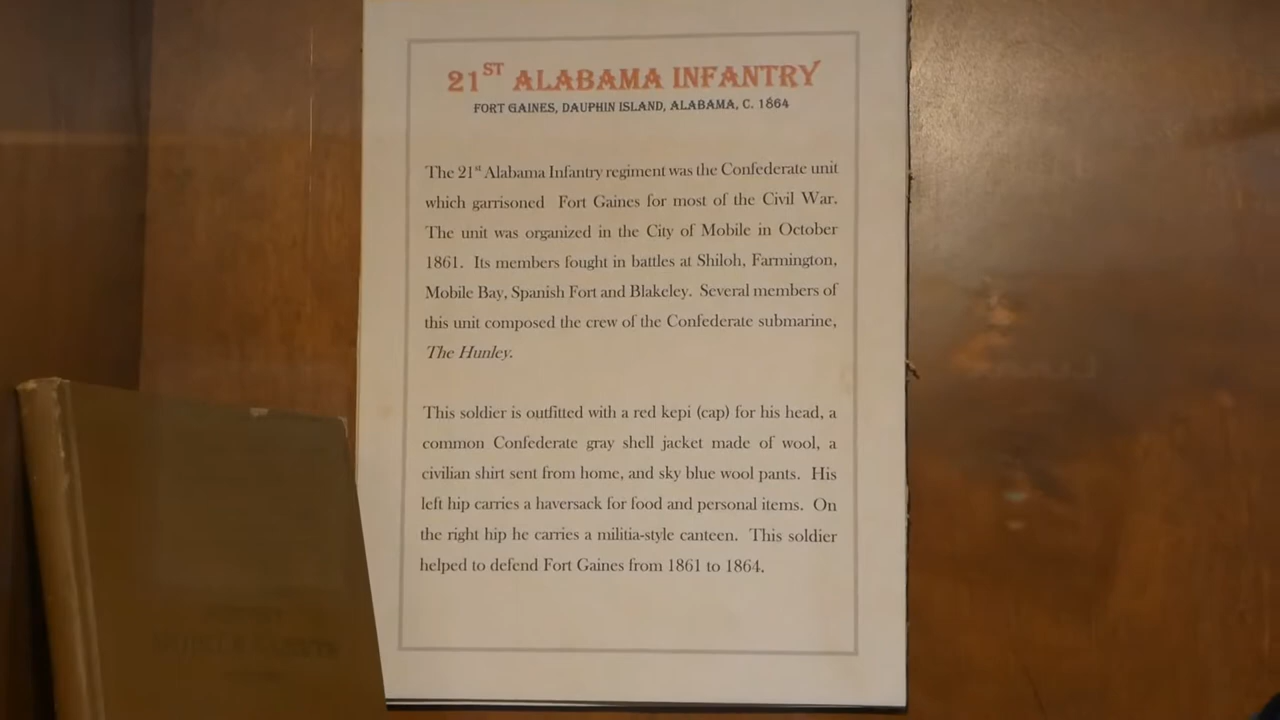 21ST ALABAMA INFANTRY
FORT GAINES, DAUPHIN ISLAND, ALABAMA, C. 1864
The 21st Alabama Infantry regiment was the Confederate unit
which garrisoned Fort Gaines for most of the Civil War.
The unit was organized in the City of Mobile in October
1861. Its members fought in battles at Shiloh, Farmington,
Mobile Bay, Spanish Fort and Blakeley. Several members of
this unit composed the crew of the Confederate submarine,
The Hunley.
This soldier is outfitted with a red kepi (cap) for his head, a
common Confederate gray shell jacket made of wool, a
civilian shirt sent from home, and sky blue wool pants. His
left hip carries a haversack for food and personal items. On
the right hip he carries a militia-style canteen. This soldier
helped to defend Fort Gaines from 1861 to 1864.